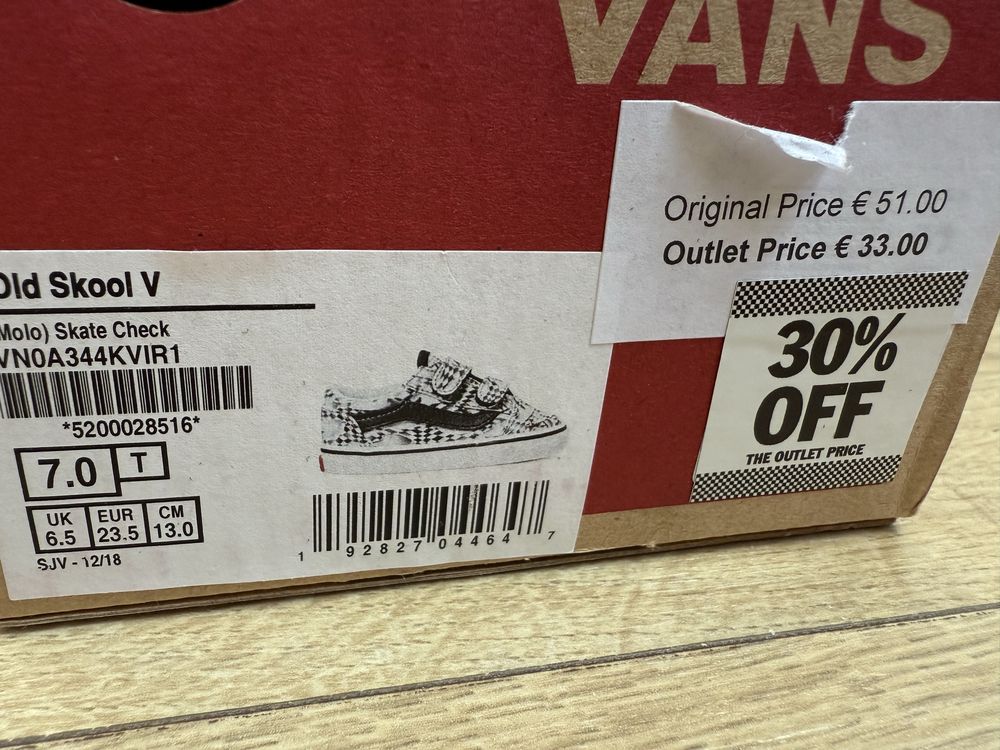 VANS
Original Price € 51.00
Outlet Price € 33.00
30%
OFF
THE OUTLET PRICE
Old Skool V
(Molo) Skate Check
VN0A344KVIR1
*5200028516*
7.0 T
UK EUR CM
6.5 23.5 13.0
SJV - 12/18
1 92827 04464 7